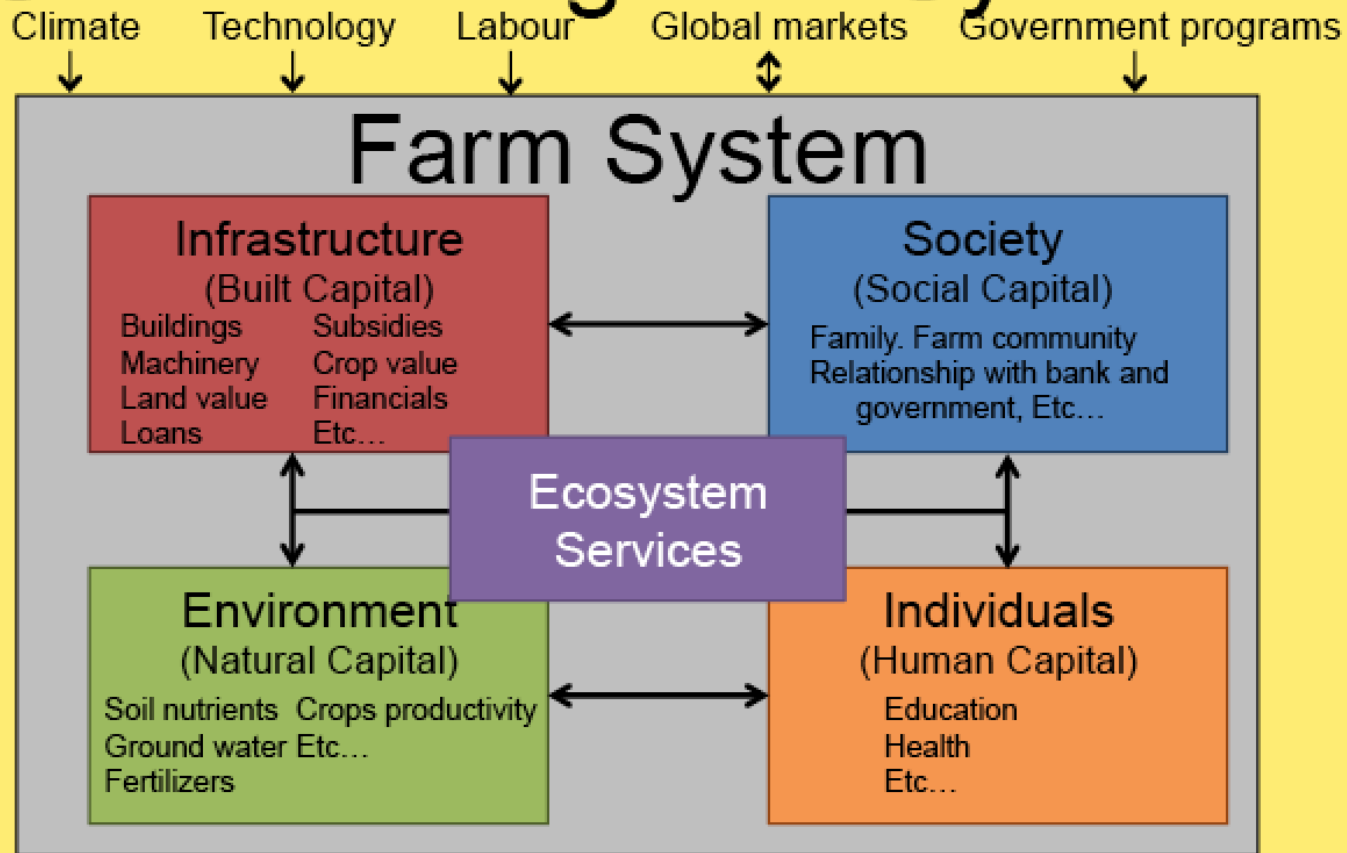 Climate Technology Labour Global markets Government programs
Farm System
Infrastructure
(Built Capital)
Buildings Subsidies
Machinery Crop value
Land value Financials
Loans Etc...
Society
(Social Capital)
Family. Farm community
Relationship with bank and
government, Etc...
Ecosystem
Services
Environment
(Natural Capital)
Soil nutrients Crops productivity
Ground water Etc...
Fertilizers
Individuals
(Human Capital)
Education
Health
Etc...